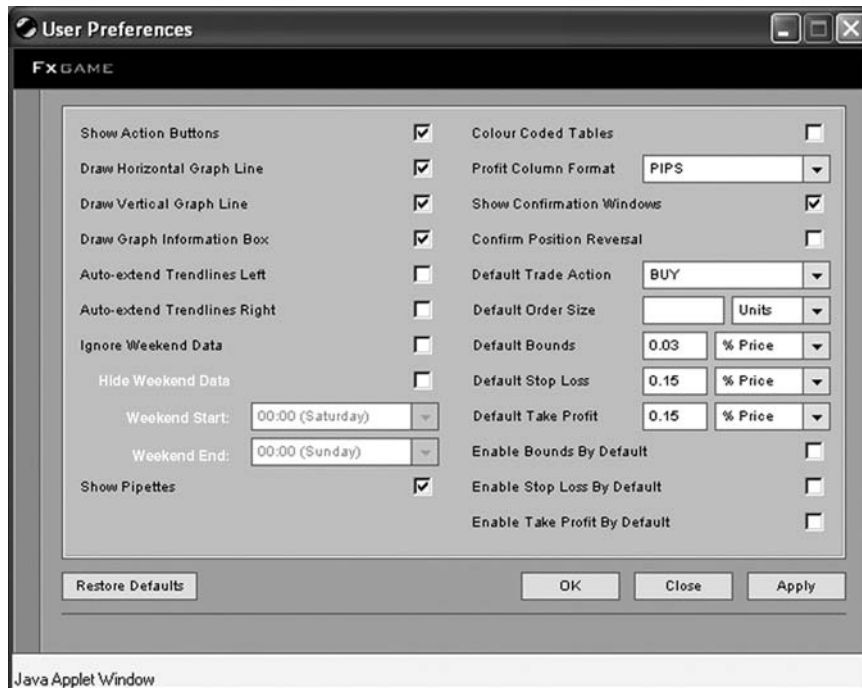 User Preferences
FXGAME
Show Action Buttons
Draw Horizontal Graph Line
Draw Vertical Graph Line
Draw Graph Information Box
Auto-extend Trendlines Left
Auto-extend Trendlines Right
Ignore Weekend Data
Hide Weekend Data
Weekend Start: 00:00 (Saturday)
Weekend End: 00:00 (Sunday)
Show Pipettes
Colour Coded Tables
Profit Column Format PIPS
Show Confirmation Windows
Confirm Position Reversal
Default Trade Action BUY
Default Order Size Units
Default Bounds 0.03 % Price
Default Stop Loss 0.15 % Price
Default Take Profit 0.15 % Price
Enable Bounds By Default
Enable Stop Loss By Default
Enable Take Profit By Default
Restore Defaults OK Close Apply
Java Applet Window